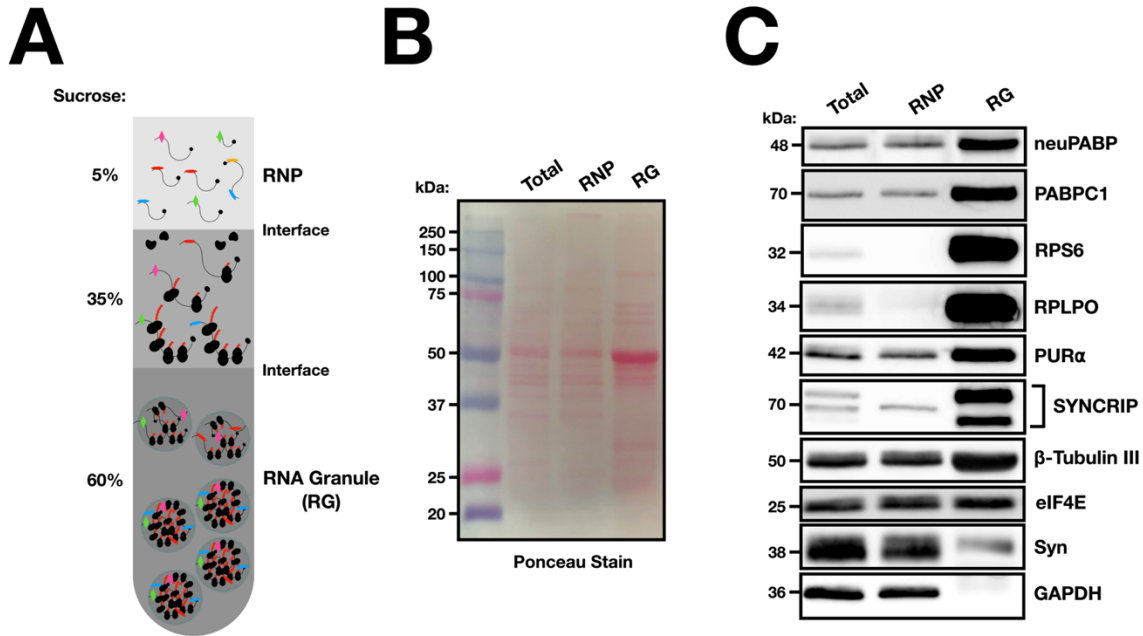 A
Sucrose:
5%
RNP
Interface
35%
Interface
60%
RNA Granule
(RG)
B
kDa:
Total RNP RG
250
150
100
75
50
37
25
20
Ponceau Stain
C
kDa:
Total RNP RG
48 neuPABP
70 PABPC1
32 RPS6
34 RPLPO
42 PURα
70 SYNCRIP
50 β-Tubulin III
25 eIF4E
38 Syn
36 GAPDH